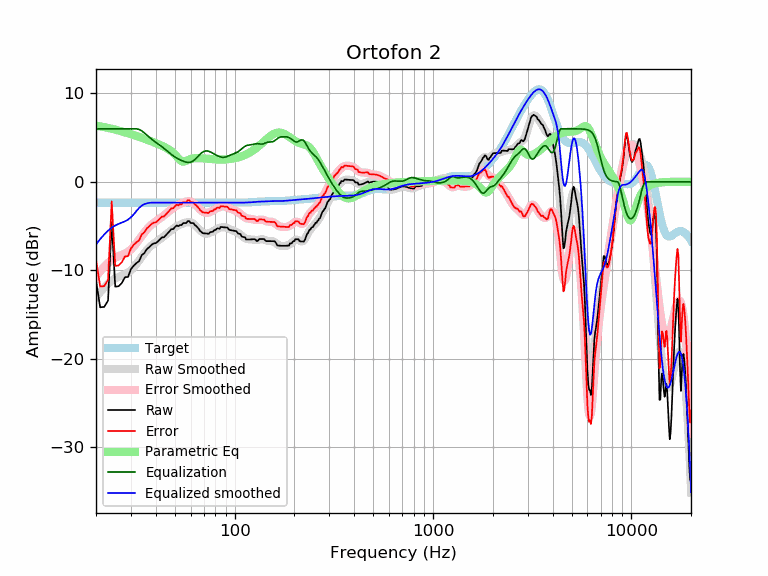 Ortofon 2
Amplitude (dBr)
10
0
−10
−20
−30
Target
Raw Smoothed
Error Smoothed
Raw
Error
Parametric Eq
Equalization
Equalized smoothed
100
1000
10000
Frequency (Hz)